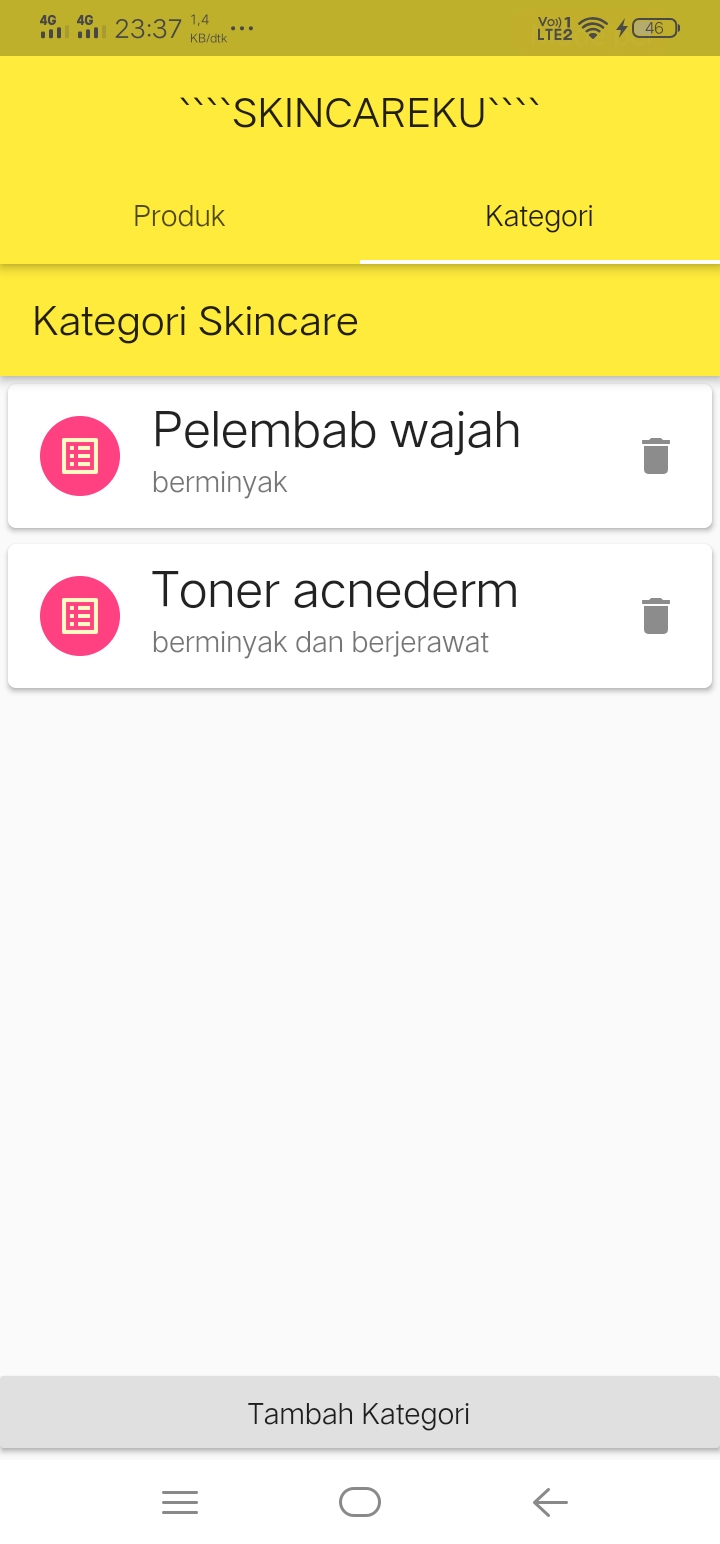 4G 4G 23:37 1,4 KB/dtk ... Vo))1 LTE2 46
````SKINCAREKU````
Produk Kategori
Kategori Skincare
Pelembab wajah
berminyak
Toner acnederm
berminyak dan berjerawat
Tambah Kategori